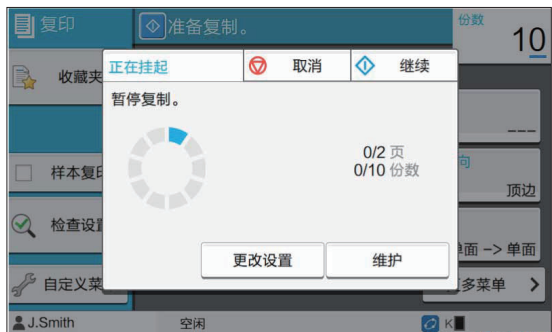 复印
准备复制。
份数
10
收藏夹
正在挂起
取消
继续
暂停复制。
0/2 页
0/10 份数
---
样本复
向
顶边
检查设
更改设置
维护
单面 -> 单面
自定义菜
多菜单
J.Smith
空闲
K